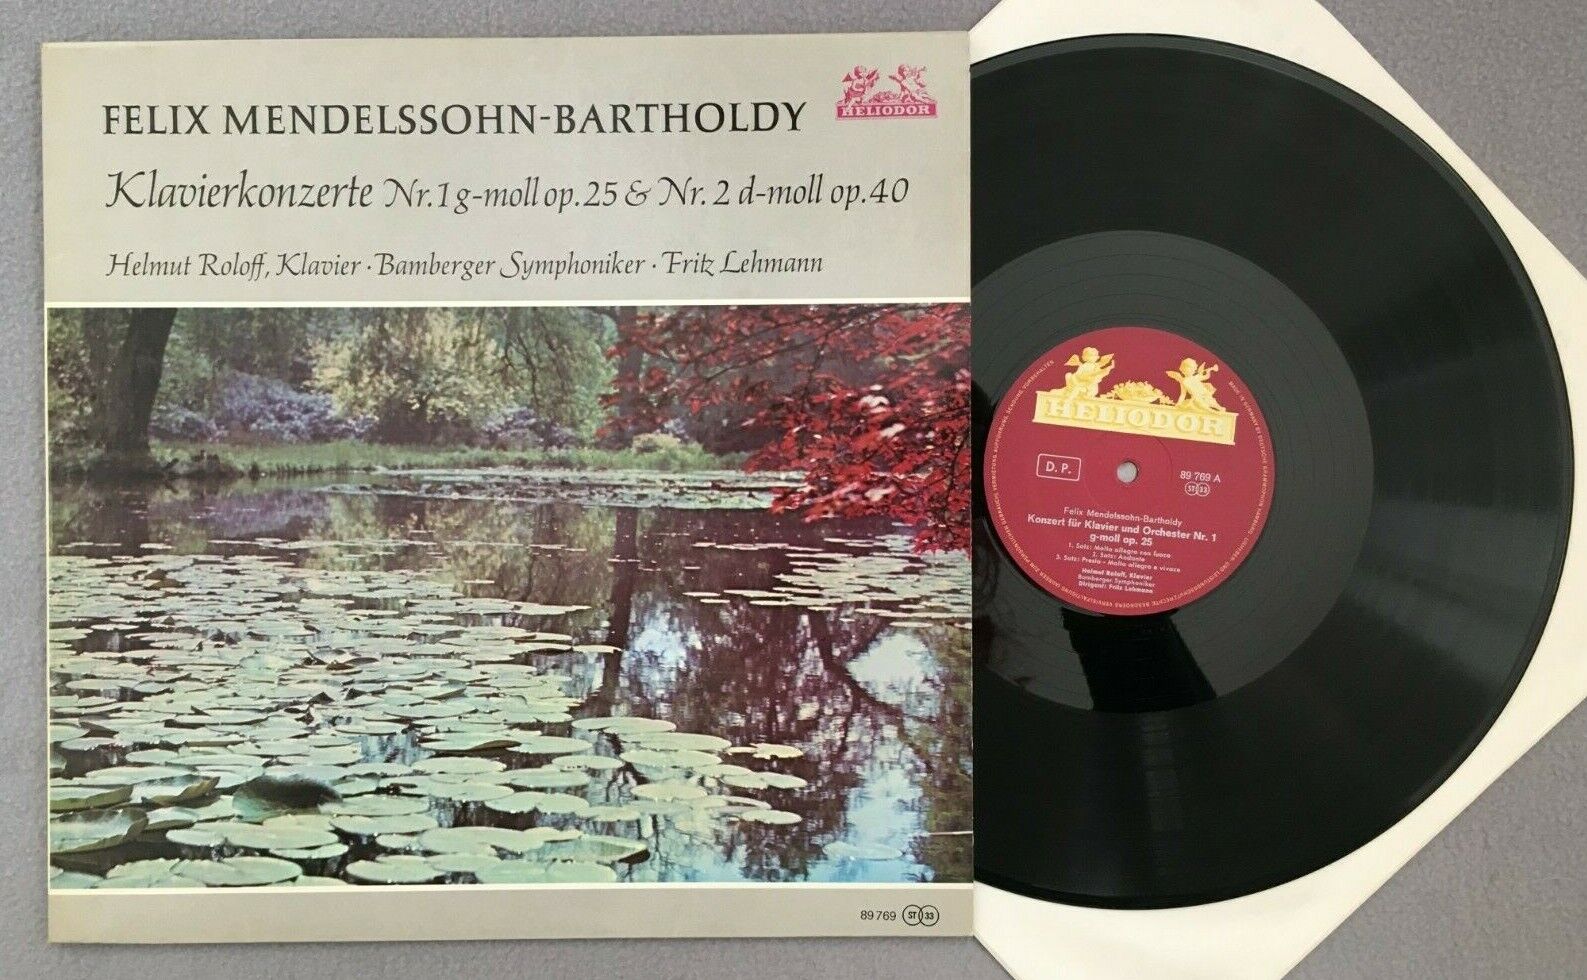 FELIX MENDELSSOHN-BARTHOLDY
HELIODOR
Klavierkonzerte Nr. 1 g-moll op. 25 & Nr. 2 d-moll op. 40
Helmut Roloff, Klavier · Bamberger Symphoniker · Fritz Lehmann
89 769 ST 33
HELIODOR
D. P.
89 769 A
ST 33
Felix Mendelssohn-Bartholdy
Konzert für Klavier und Orchester Nr. 1
g-moll op. 25
1. Satz: Molto allegro con fuoco
2. Satz: Andante
3. Satz: Presto - Molto allegro e vivace
Helmut Roloff, Klavier
Bamberger Symphoniker
Dirigent: Fritz Lehmann